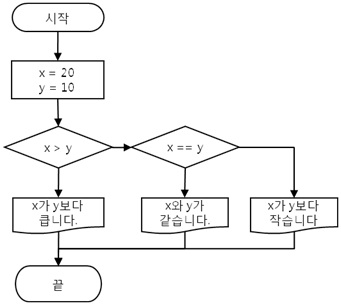 시작
x = 20
y = 10
x > y
x == y
x가 y보다
큽니다.
x와 y가
같습니다.
x가 y보다
작습니다
끝